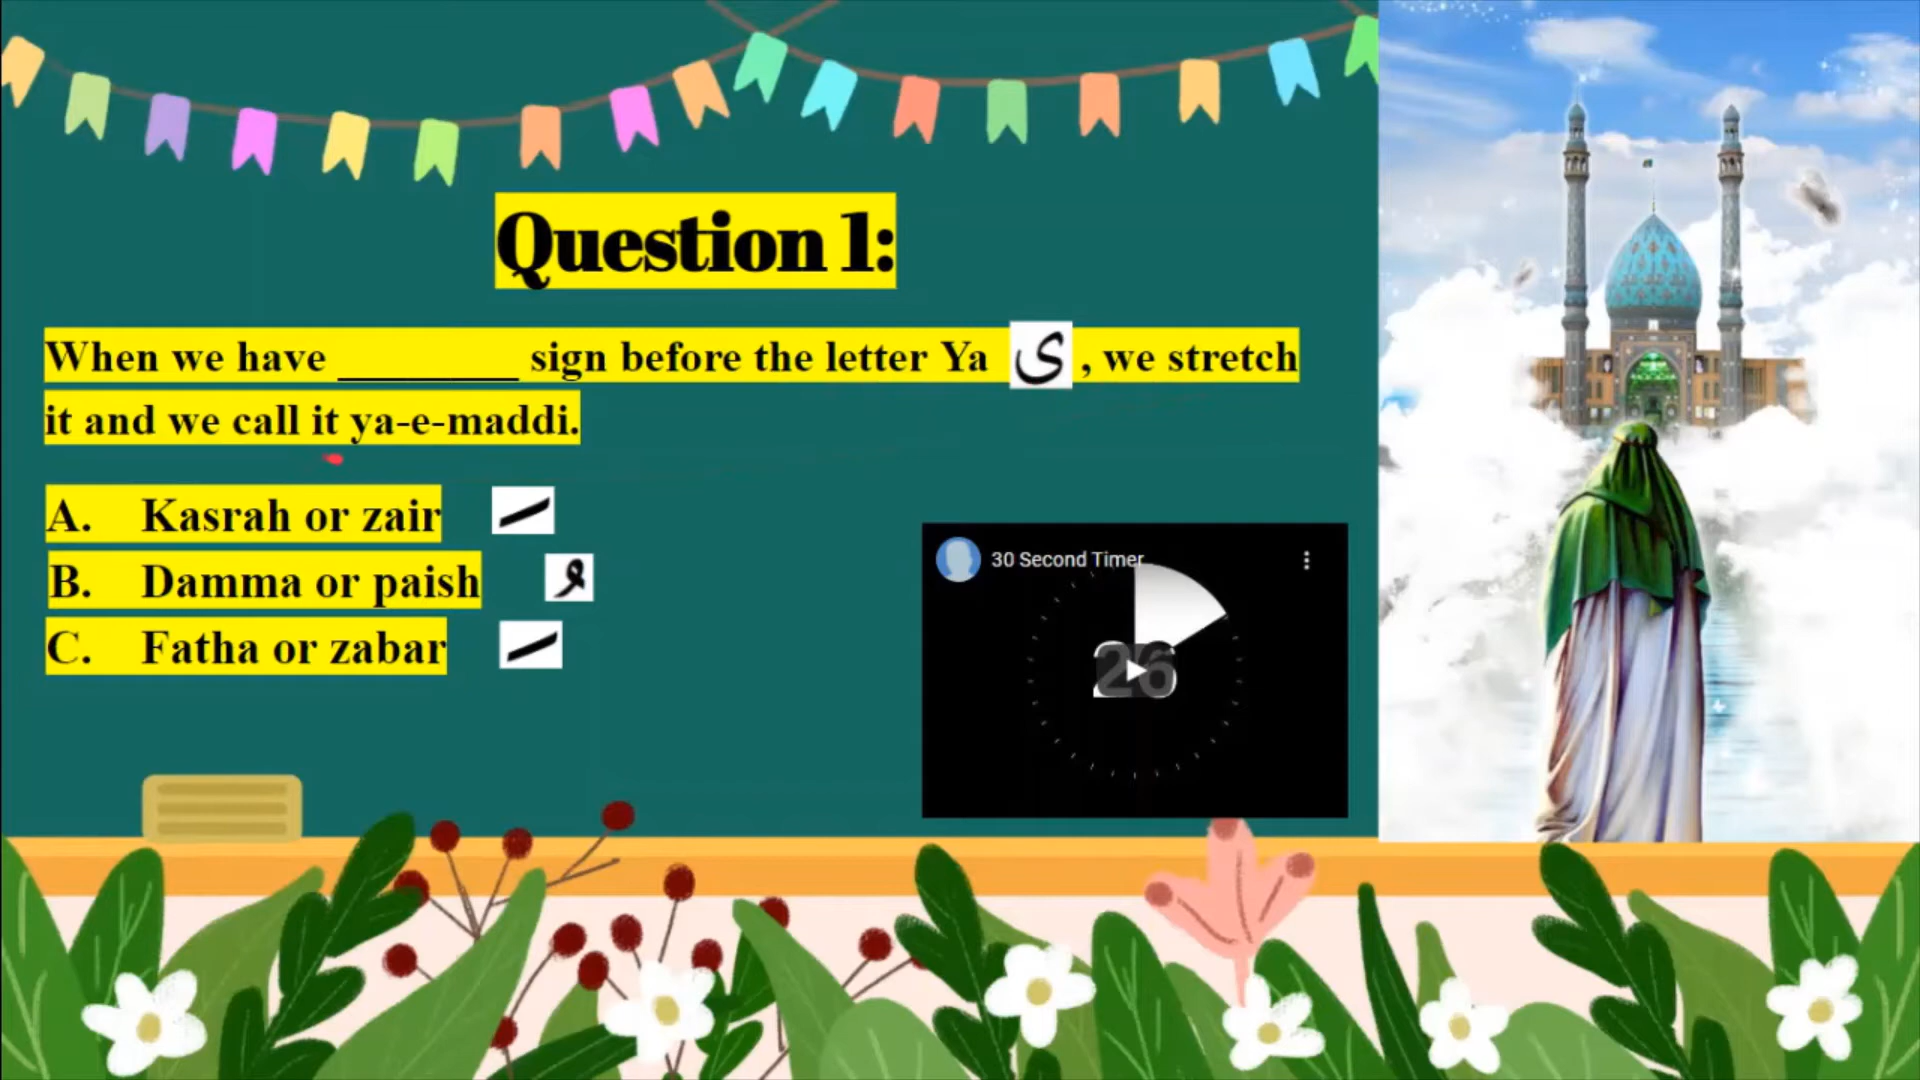 Question 1:
When we have ________ sign before the letter Ya ی , we stretch
it and we call it ya-e-maddi.
A. Kasrah or zair
B. Damma or paish
C. Fatha or zabar
30 Second Timer
26